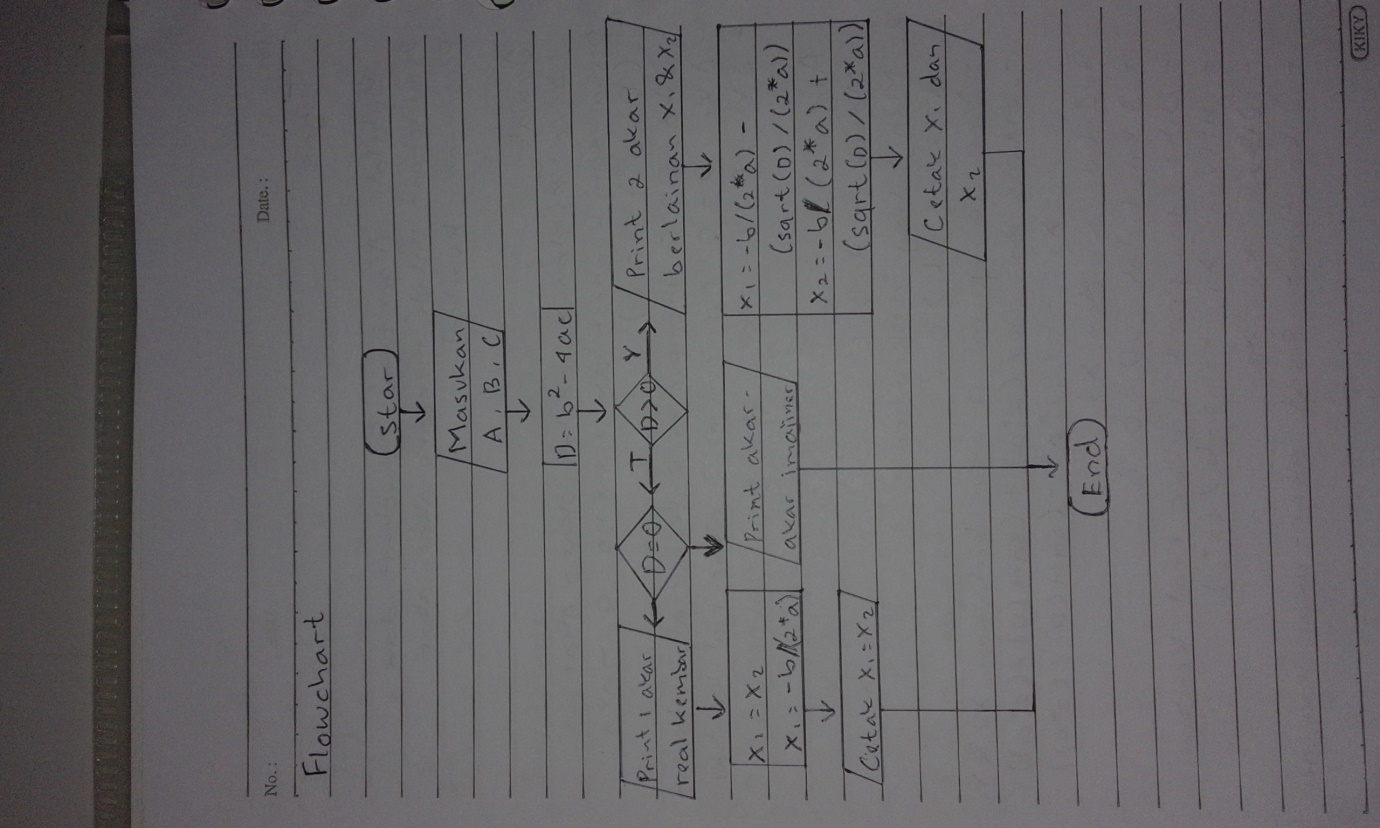 No.:
Date.:
Flowchart
Star
Masukan
A, B, C
D = b² - 4ac
D>0
Y
T
D=0
Print 2 akar
berlainan x₁ & x₂
Print 1 akar
real kembar
x₁ = -b/(2*a) -
(sqrt(D)/(2*a))
x₂ = -b/(2*a) +
(sqrt(D)/(2*a))
Print akar-
akar imajiner
x₁ = x₂
x₁ = -b/(2*a)
Cetak x₁ dan
x₂
Cetak x₁=x₂
End
KIKY